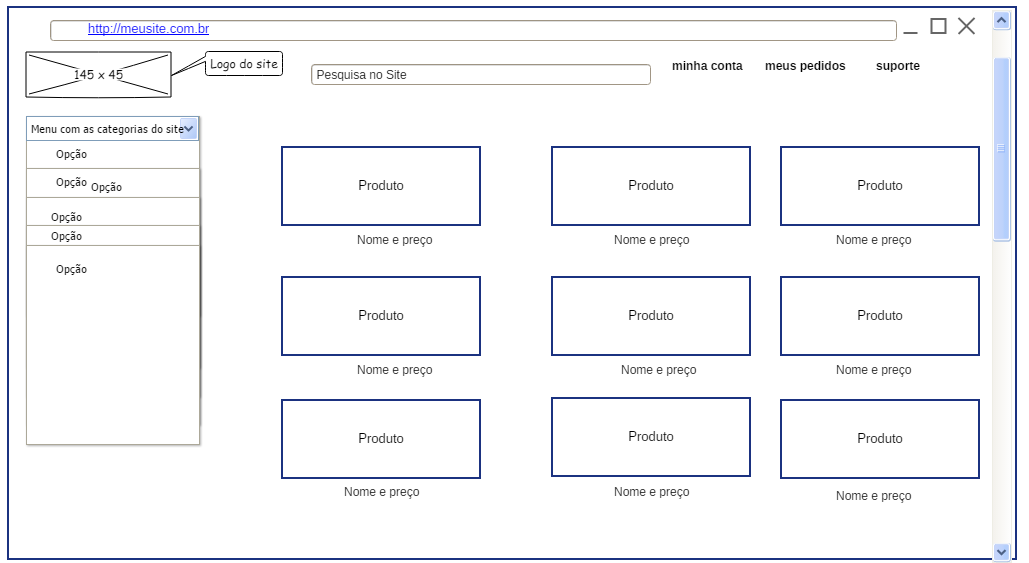 http://meusite.com.br
145 x 45
Logo do site
Pesquisa no Site
minha conta
meus pedidos
suporte
Menu com as categorias do site
Opção
Opção
Opção
Opção
Opção
Opção
Produto
Produto
Produto
Nome e preço
Nome e preço
Nome e preço
Produto
Produto
Produto
Nome e preço
Nome e preço
Nome e preço
Produto
Produto
Produto
Nome e preço
Nome e preço
Nome e preço